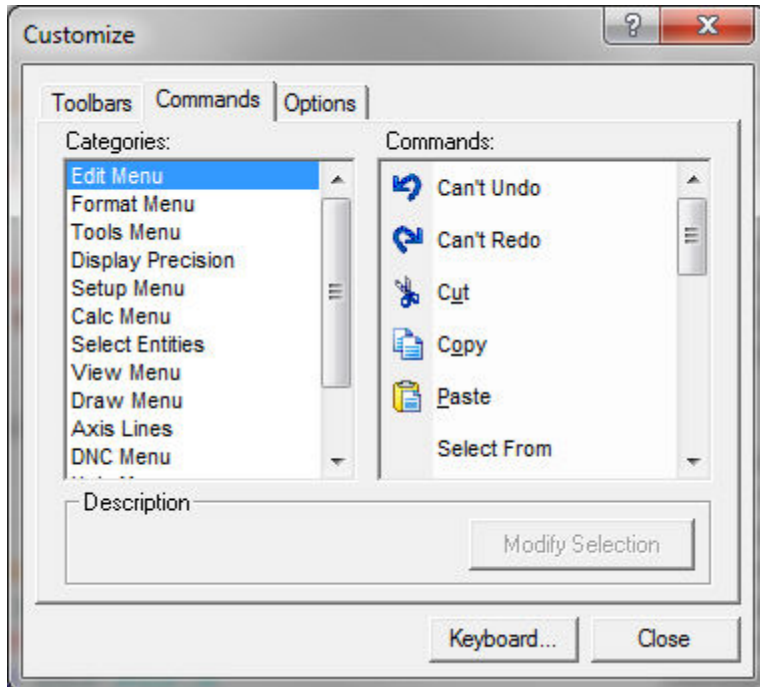 Customize
Toolbars Commands Options
Categories:
Edit Menu
Format Menu
Tools Menu
Display Precision
Setup Menu
Calc Menu
Select Entities
View Menu
Draw Menu
Axis Lines
DNC Menu
Commands:
Can't Undo
Can't Redo
Cut
Copy
Paste
Select From
Description
Modify Selection
Keyboard...
Close